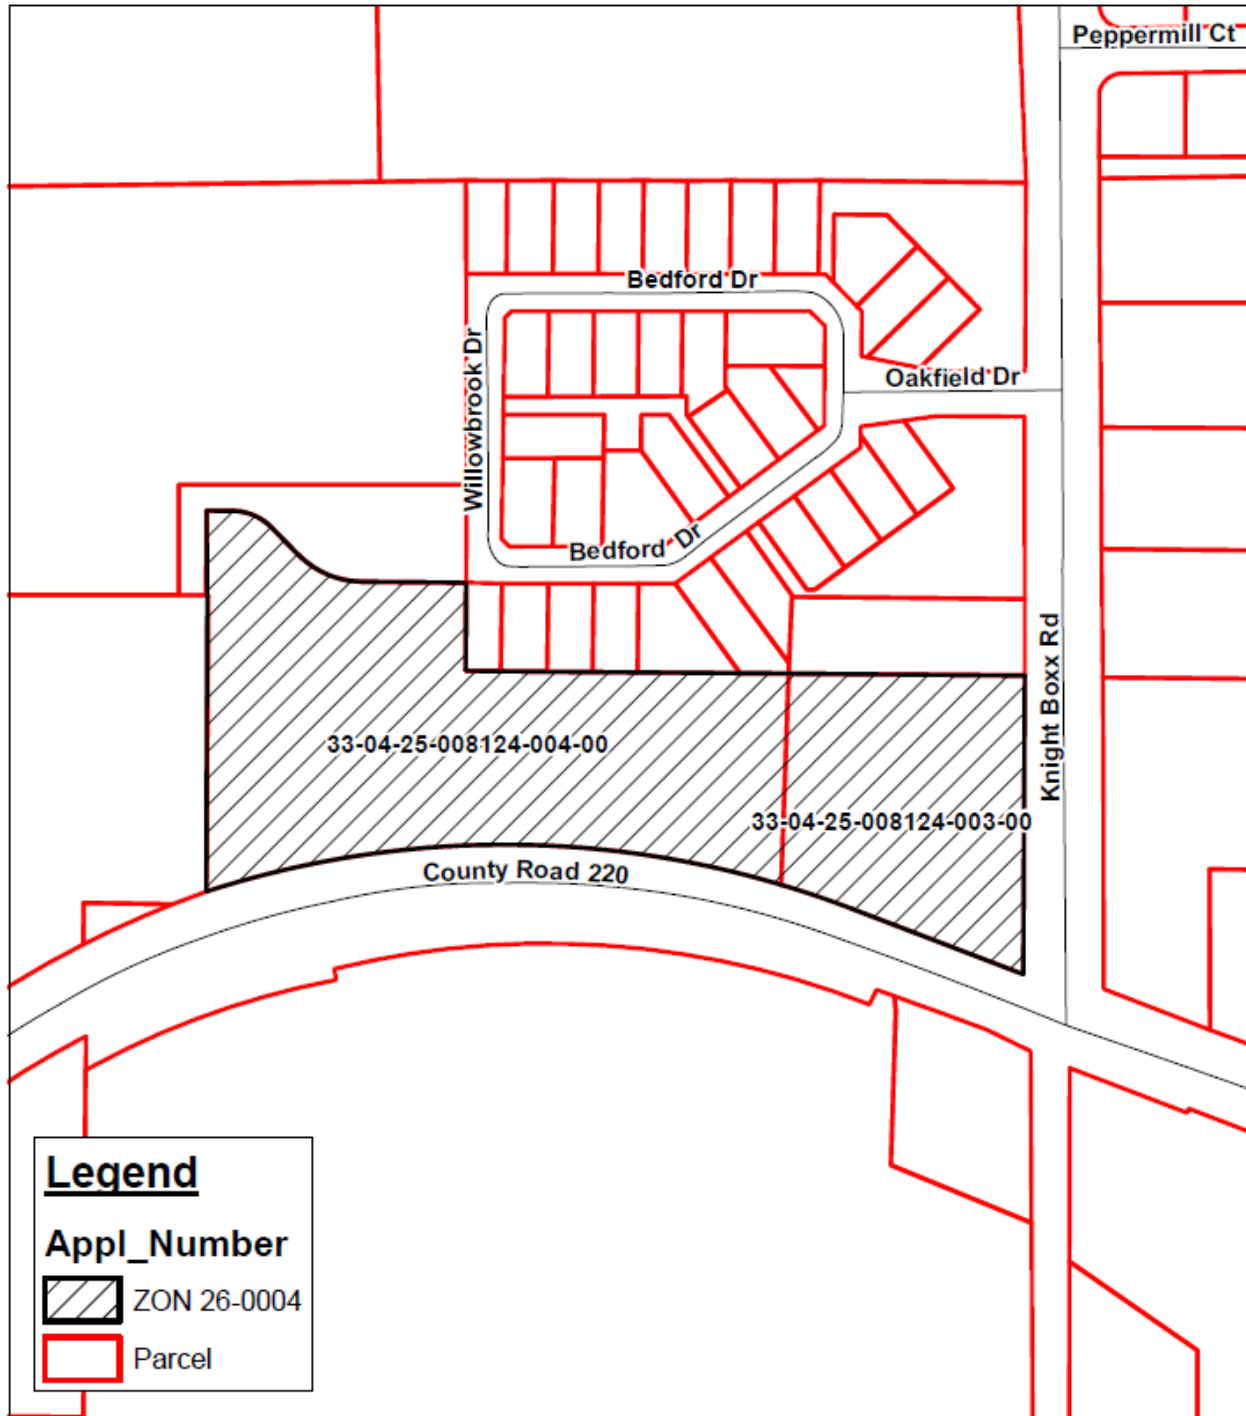 Peppermill Ct
Bedford Dr
Oakfield Dr
Willowbrook Dr
Bedford Dr
Knight Boxx Rd
33-04-25-008124-004-00
33-04-25-008124-003-00
County Road 220
Legend
Appl_Number
ZON 26-0004
Parcel